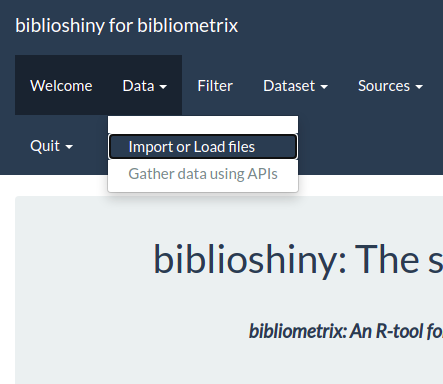 biblioshiny for bibliometrix
Welcome Data Filter Dataset Sources
Quit
Import or Load files
Gather data using APIs
biblioshiny: The
bibliometrix: An R-tool